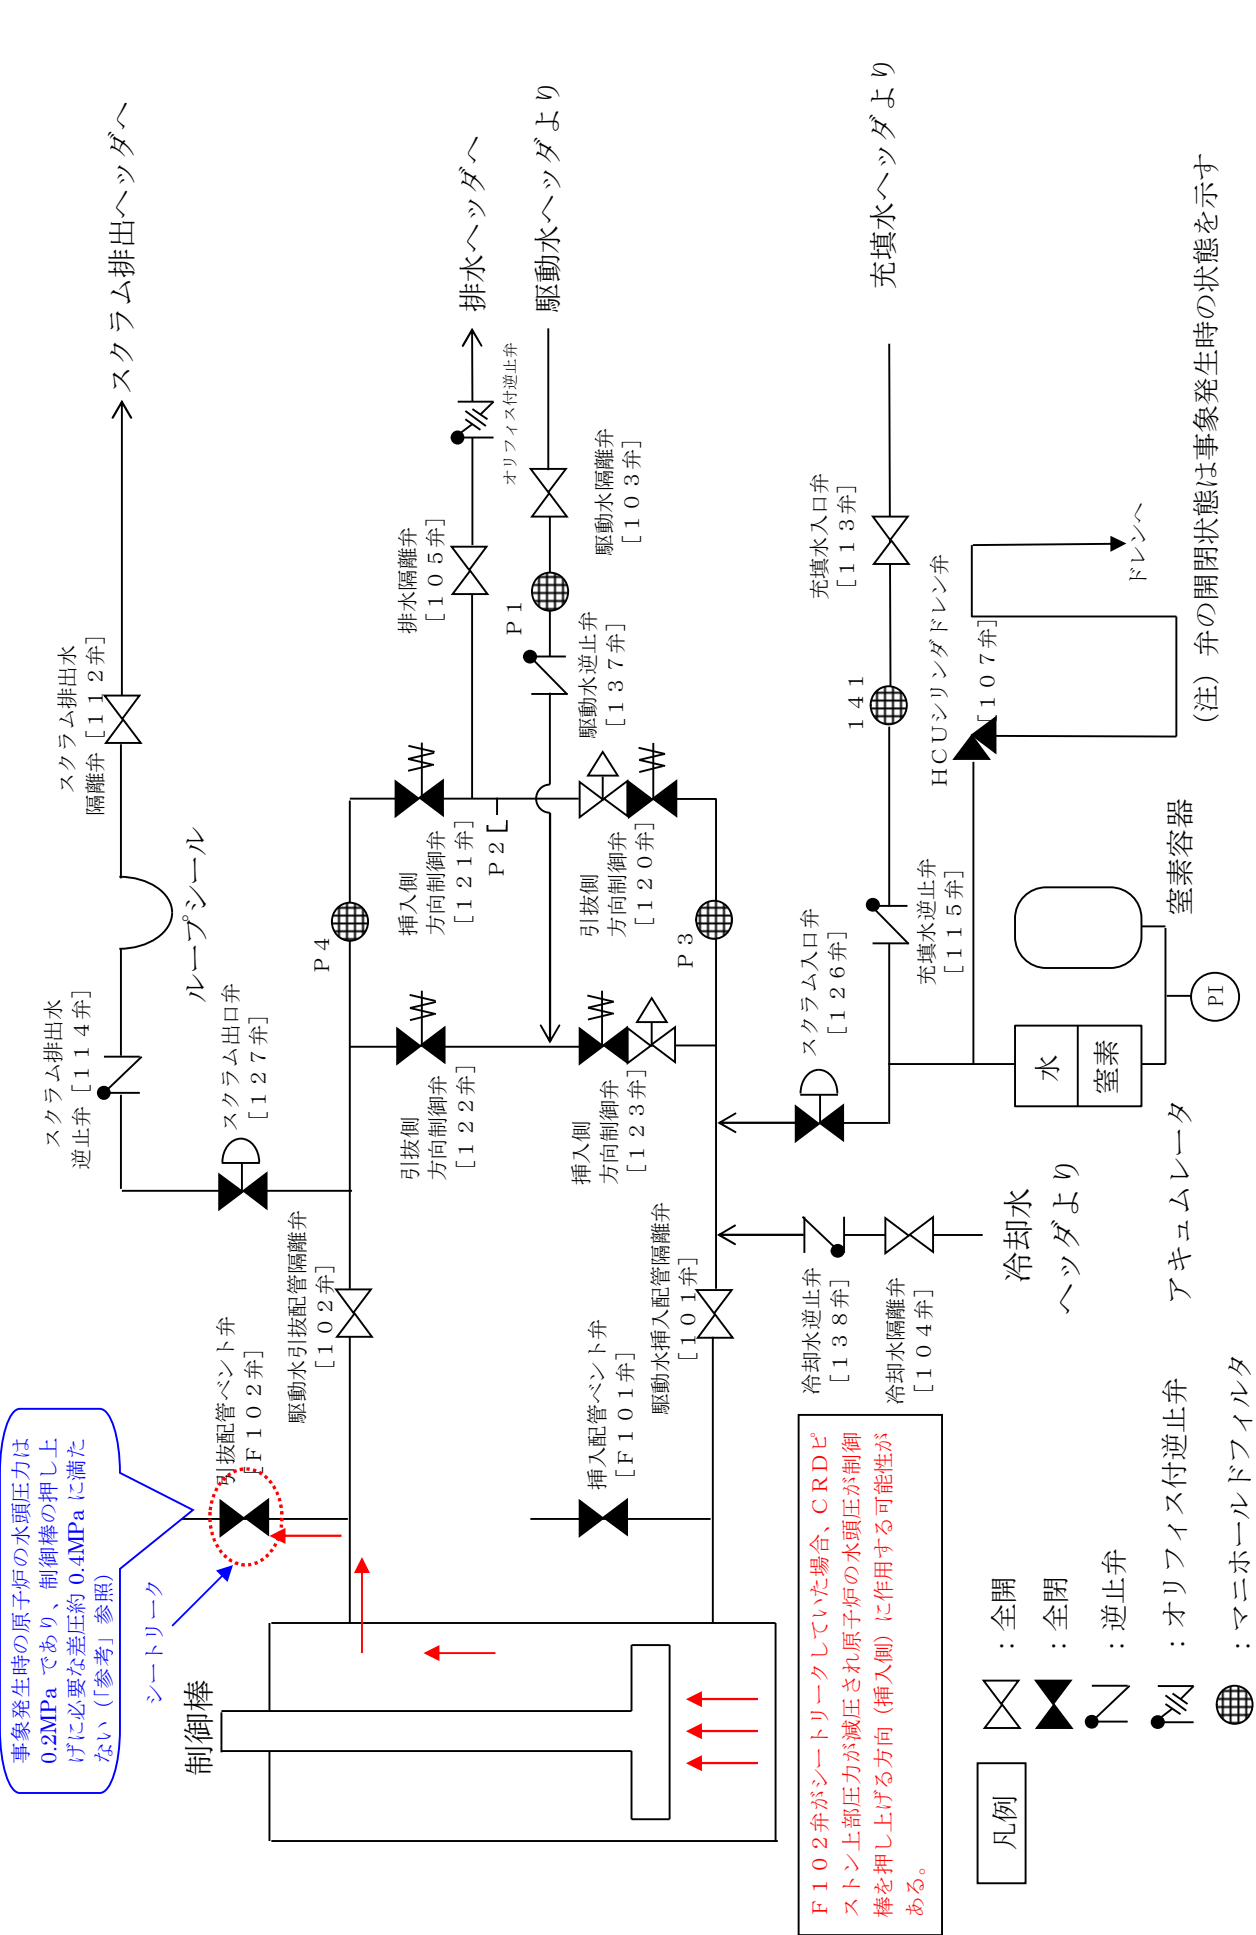 事象発生時の原子炉の水頭圧力は
0.2MPa であり、制御棒の押し上
げに必要な差圧約 0.4MPa に満た
ない（「参考」参照）
シートリーク
制御棒
引抜配管ベント弁
［Ｆ１０２弁］
スクラム排出水
逆止弁［１１４弁］
スクラム排出水
隔離弁［１１２弁］
スクラム排出ヘッダへ
ループシール
スクラム出口弁
［１２７弁］
駆動水引抜配管隔離弁
［１０２弁］
Ｐ４
引抜側
方向制御弁
［１２２弁］
挿入側
方向制御弁
［１２１弁］
排水隔離弁
［１０５弁］
排水ヘッダへ
オリフィス付逆止弁
Ｐ２
Ｐ１
駆動水ヘッダより
駆動水隔離弁
［１０３弁］
駆動水逆止弁
［１３７弁］
挿入配管ベント弁
［Ｆ１０１弁］
挿入側
方向制御弁
［１２３弁］
引抜側
方向制御弁
［１２０弁］
駆動水挿入配管隔離弁
［１０１弁］
Ｐ３
冷却水逆止弁
［１３８弁］
冷却水隔離弁
［１０４弁］
冷却水
ヘッダより
スクラム入口弁
［１２６弁］
充填水入口弁
［１１３弁］
充填水ヘッダより
１４１
充填水逆止弁
［１１５弁］
ＨＣＵシリンダドレン弁
［１０７弁］
ドレンへ
水
窒素
アキュムレータ
窒素容器
PI
Ｆ１０２弁がシートリークしていた場合、ＣＲＤピ
ストン上部圧力が減圧され原子炉の水頭圧が制御
棒を押し上げる方向（挿入側）に作用する可能性が
ある。
凡例
：全開
：全閉
：逆止弁
：オリフィス付逆止弁
：マニホールドフィルタ
（注）弁の開閉状態は事象発生時の状態を示す